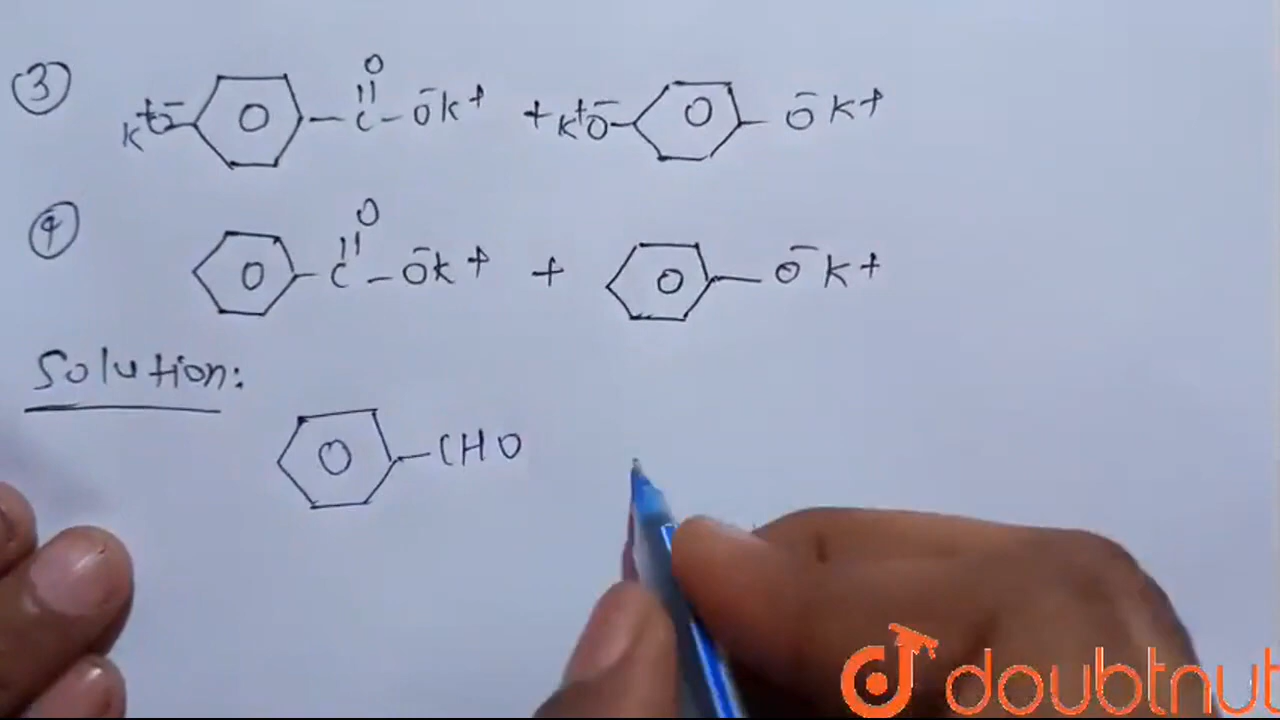 ③ K⁺O⁻ O C O O⁻K⁺ + K⁺O⁻ O O⁻K⁺
④ O C O O⁻K⁺ + O O⁻K⁺
Solution:
O CHO
doubtnut